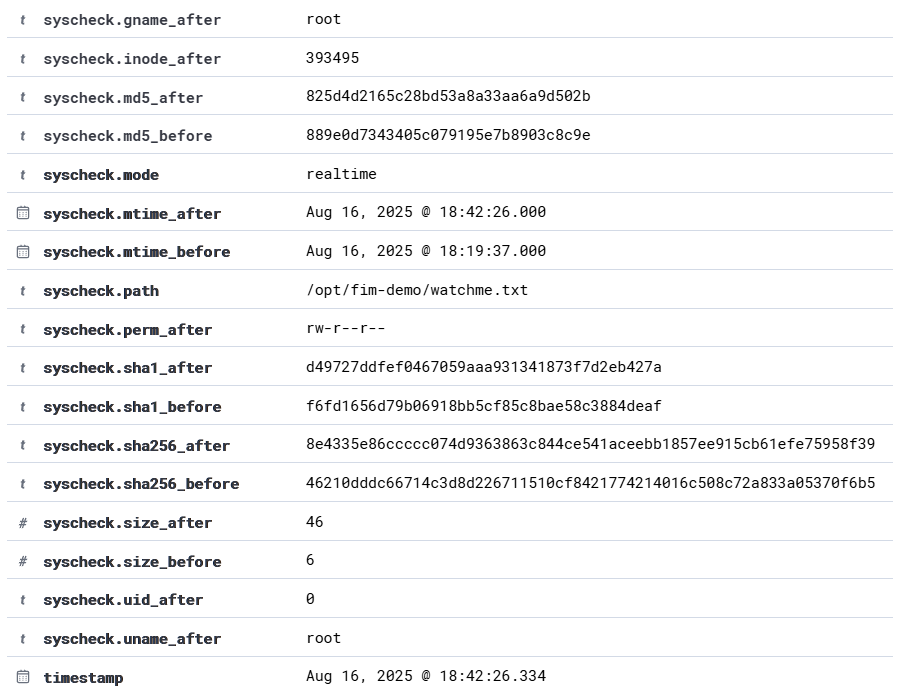 t syscheck.gname_after root
t syscheck.inode_after 393495
t syscheck.md5_after 825d4d2165c28bd53a8a33aa6a9d502b
t syscheck.md5_before 889e0d7343405c079195e7b8903c8c9e
t syscheck.mode realtime
syscheck.mtime_after Aug 16, 2025 @ 18:42:26.000
syscheck.mtime_before Aug 16, 2025 @ 18:19:37.000
t syscheck.path /opt/fim-demo/watchme.txt
t syscheck.perm_after rw-r--r--
t syscheck.sha1_after d49727ddfef0467059aaa931341873f7d2eb427a
t syscheck.sha1_before f6fd1656d79b06918bb5cf85c8bae58c3884deaf
t syscheck.sha256_after 8e4335e86ccccc074d9363863c844ce541aceebb1857ee915cb61efe75958f39
t syscheck.sha256_before 46210dddc66714c3d8d226711510cf8421774214016c508c72a833a05370f6b5
# syscheck.size_after 46
# syscheck.size_before 6
t syscheck.uid_after 0
t syscheck.uname_after root
timestamp Aug 16, 2025 @ 18:42:26.334